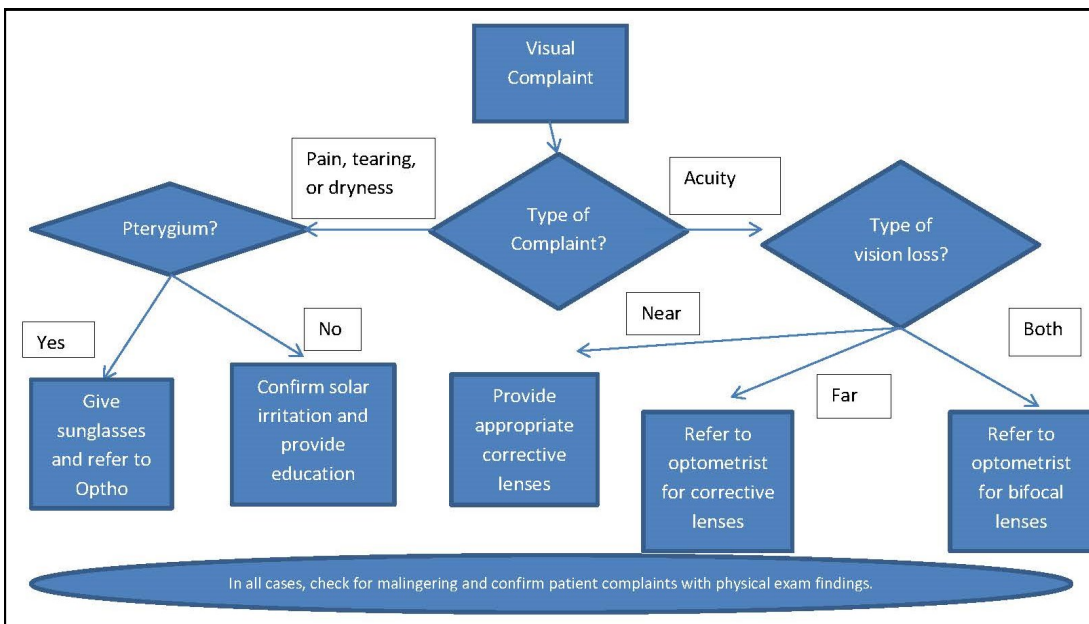 Visual
Complaint
Pain, tearing,
or dryness
Acuity
Pterygium?
Type of
Complaint?
Type of
vision loss?
Yes
No
Near
Far
Both
Give
sunglasses
and refer to
Optho
Confirm solar
irritation and
provide
education
Provide
appropriate
corrective
lenses
Refer to
optometrist
for corrective
lenses
Refer to
optometrist
for bifocal
lenses
In all cases, check for malingering and confirm patient complaints with physical exam findings.